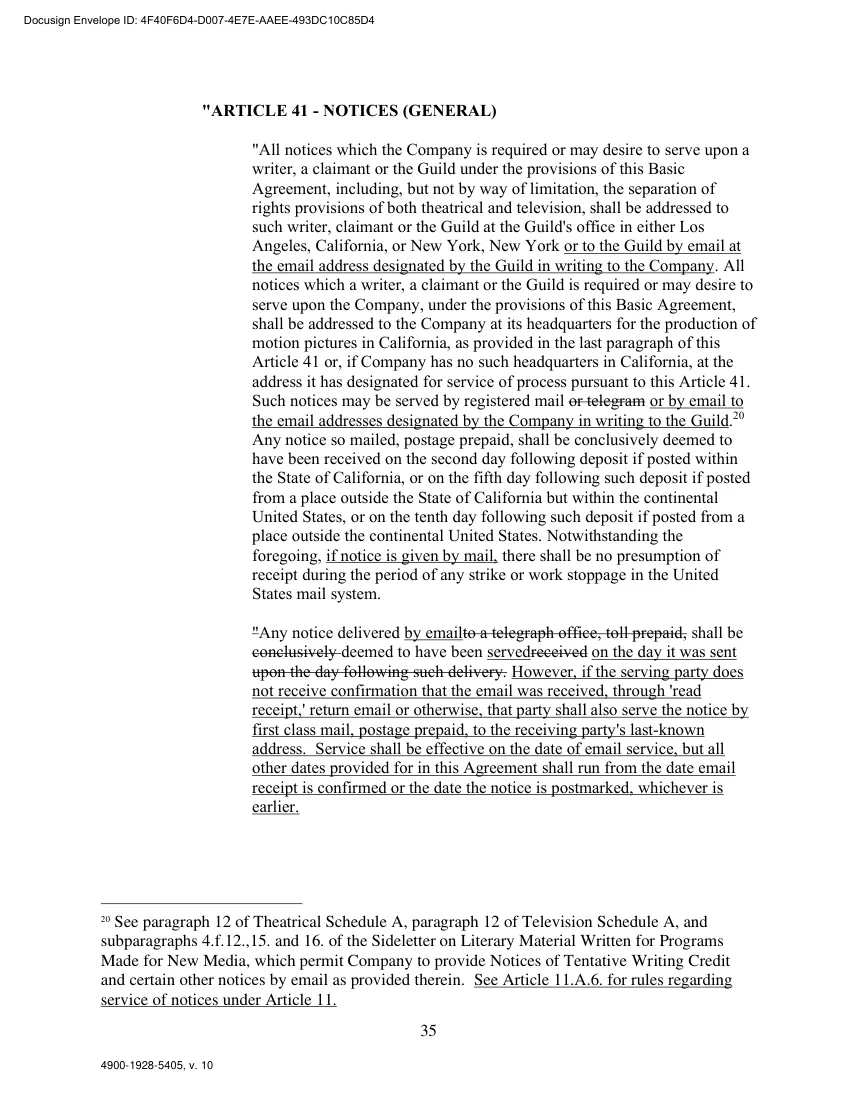 Docusign Envelope ID: 4F40F6D4-D007-4E7E-AAEE-493DC10C85D4
"ARTICLE 41 - NOTICES (GENERAL)
"All notices which the Company is required or may desire to serve upon a
writer, a claimant or the Guild under the provisions of this Basic
Agreement, including, but not by way of limitation, the separation of
rights provisions of both theatrical and television, shall be addressed to
such writer, claimant or the Guild at the Guild's office in either Los
Angeles, California, or New York, New York or to the Guild by email at
the email address designated by the Guild in writing to the Company. All
notices which a writer, a claimant or the Guild is required or may desire to
serve upon the Company, under the provisions of this Basic Agreement,
shall be addressed to the Company at its headquarters for the production of
motion pictures in California, as provided in the last paragraph of this
Article 41 or, if Company has no such headquarters in California, at the
address it has designated for service of process pursuant to this Article 41.
Such notices may be served by registered mail or telegram or by email to
the email addresses designated by the Company in writing to the Guild.20
Any notice so mailed, postage prepaid, shall be conclusively deemed to
have been received on the second day following deposit if posted within
the State of California, or on the fifth day following such deposit if posted
from a place outside the State of California but within the continental
United States, or on the tenth day following such deposit if posted from a
place outside the continental United States. Notwithstanding the
foregoing, if notice is given by mail, there shall be no presumption of
receipt during the period of any strike or work stoppage in the United
States mail system.
"Any notice delivered by emailto a telegraph office, toll prepaid, shall be
conclusively deemed to have been servedreceived on the day it was sent
upon the day following such delivery. However, if the serving party does
not receive confirmation that the email was received, through 'read
receipt,' return email or otherwise, that party shall also serve the notice by
first class mail, postage prepaid, to the receiving party's last-known
address.  Service shall be effective on the date of email service, but all
other dates provided for in this Agreement shall run from the date email
receipt is confirmed or the date the notice is postmarked, whichever is
earlier.
20 See paragraph 12 of Theatrical Schedule A, paragraph 12 of Television Schedule A, and
subparagraphs 4.f.12.,15. and 16. of the Sideletter on Literary Material Written for Programs
Made for New Media, which permit Company to provide Notices of Tentative Writing Credit
and certain other notices by email as provided therein.  See Article 11.A.6. for rules regarding
service of notices under Article 11.
35
4900-1928-5405, v. 10